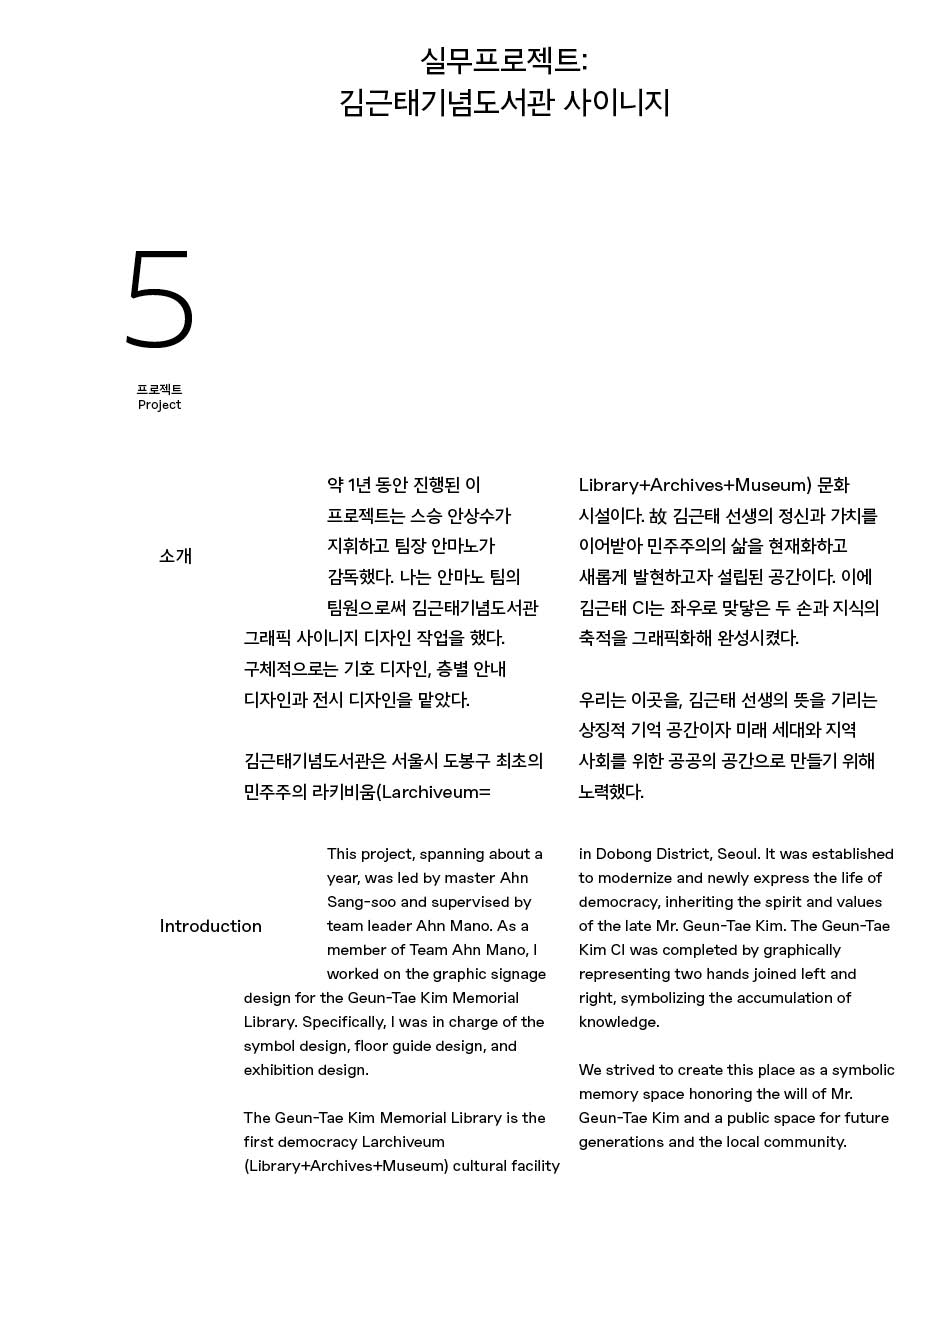 실무프로젝트:
김근태기념도서관 사이니지
5
프로젝트
Project
소개
약 1년 동안 진행된 이
프로젝트는 스승 안상수가
지휘하고 팀장 안마노가
감독했다. 나는 안마노 팀의
팀원으로써 김근태기념도서관
그래픽 사이니지 디자인 작업을 했다.
구체적으로는 기호 디자인, 층별 안내
디자인과 전시 디자인을 맡았다.
김근태기념도서관은 서울시 도봉구 최초의
민주주의 라키비움(Larchiveum=
Library+Archives+Museum) 문화
시설이다. 故 김근태 선생의 정신과 가치를
이어받아 민주주의의 삶을 현재화하고
새롭게 발현하고자 설립된 공간이다. 이에
김근태 CI는 좌우로 맞닿은 두 손과 지식의
축적을 그래픽화해 완성시켰다.
우리는 이곳을, 김근태 선생의 뜻을 기리는
상징적 기억 공간이자 미래 세대와 지역
사회를 위한 공공의 공간으로 만들기 위해
노력했다.
Introduction
This project, spanning about a
year, was led by master Ahn
Sang-soo and supervised by
team leader Ahn Mano. As a
member of Team Ahn Mano, I
worked on the graphic signage
design for the Geun-Tae Kim Memorial
Library. Specifically, I was in charge of the
symbol design, floor guide design, and
exhibition design.
The Geun-Tae Kim Memorial Library is the
first democracy Larchiveum
(Library+Archives+Museum) cultural facility
in Dobong District, Seoul. It was established
to modernize and newly express the life of
democracy, inheriting the spirit and values
of the late Mr. Geun-Tae Kim. The Geun-Tae
Kim CI was completed by graphically
representing two hands joined left and
right, symbolizing the accumulation of
knowledge.
We strived to create this place as a symbolic
memory space honoring the will of Mr.
Geun-Tae Kim and a public space for future
generations and the local community.